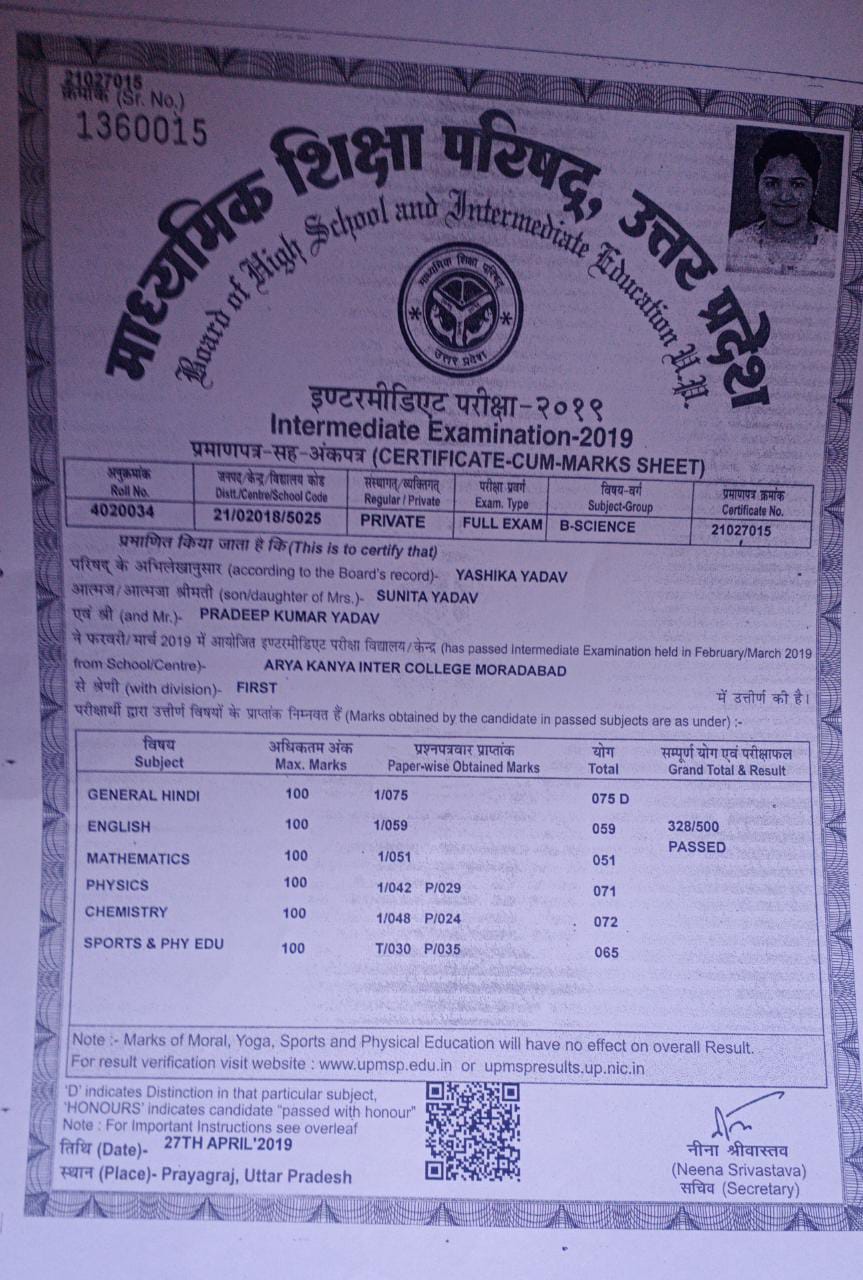 21027015
क्रमांक (Sr. No.)
1360015
माध्यमिक शिक्षा परिषद्, उत्तर प्रदेश
Board of High School and Intermediate Education U.P.
माध्यमिक शिक्षा परिषद्
उत्तर प्रदेश
इण्टरमीडिएट परीक्षा-२०१९
Intermediate Examination-2019
प्रमाणपत्र-सह-अंकपत्र (CERTIFICATE-CUM-MARKS SHEET)
अनुक्रमांक जनपद/केन्द्र/विद्यालय कोड संस्थागत/व्यक्तिगत् परीक्षा प्रवर्ग विषय-वर्ग प्रमाणपत्र क्रमांक
Roll No. Distt./Centre/School Code Regular / Private Exam. Type Subject-Group Certificate No.
4020034 21/02018/5025 PRIVATE FULL EXAM B-SCIENCE 21027015
प्रमाणित किया जाता है कि (This is to certify that)
परिषद् के अभिलेखानुसार (according to the Board's record)- YASHIKA YADAV
आत्मज/आत्मजा श्रीमती (son/daughter of Mrs.)- SUNITA YADAV
एवं श्री (and Mr.)- PRADEEP KUMAR YADAV
ने फरवरी/मार्च 2019 में आयोजित इण्टरमीडिएट परीक्षा विद्यालय/केन्द्र (has passed Intermediate Examination held in February/March 2019
from School/Centre)- ARYA KANYA INTER COLLEGE MORADABAD
से श्रेणी (with division)- FIRST में उत्तीर्ण की है।
परीक्षार्थी द्वारा उत्तीर्ण विषयों के प्राप्तांक निम्नवत हैं (Marks obtained by the candidate in passed subjects are as under) :-
विषय अधिकतम अंक प्रश्नपत्रवार प्राप्तांक योग सम्पूर्ण योग एवं परीक्षाफल
Subject Max. Marks Paper-wise Obtained Marks Total Grand Total & Result
GENERAL HINDI 100 1/075 075 D
ENGLISH 100 1/059 059 328/500
PASSED
MATHEMATICS 100 1/051 051
PHYSICS 100 1/042 P/029 071
CHEMISTRY 100 1/048 P/024 072
SPORTS & PHY EDU 100 T/030 P/035 065
Note :- Marks of Moral, Yoga, Sports and Physical Education will have no effect on overall Result.
For result verification visit website : www.upmsp.edu.in or upmspresults.up.nic.in
'D' indicates Distinction in that particular subject,
'HONOURS' indicates candidate "passed with honour"
Note : For Important Instructions see overleaf
तिथि (Date)- 27TH APRIL'2019
स्थान (Place)- Prayagraj, Uttar Pradesh
नीना श्रीवास्तव
(Neena Srivastava)
सचिव (Secretary)